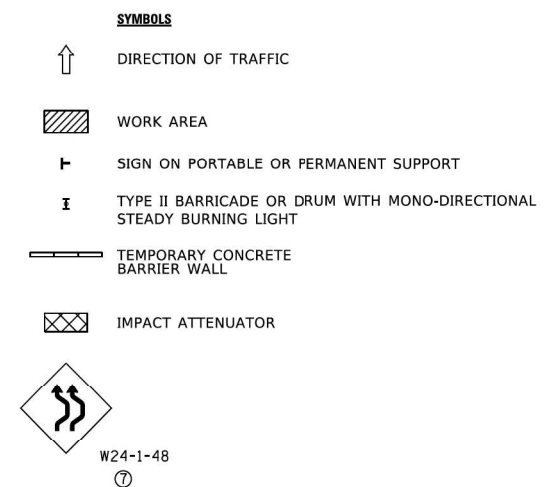 SYMBOLS
DIRECTION OF TRAFFIC
WORK AREA
SIGN ON PORTABLE OR PERMANENT SUPPORT
TYPE II BARRICADE OR DRUM WITH MONO-DIRECTIONAL
STEADY BURNING LIGHT
TEMPORARY CONCRETE
BARRIER WALL
IMPACT ATTENUATOR
W24-1-48
7